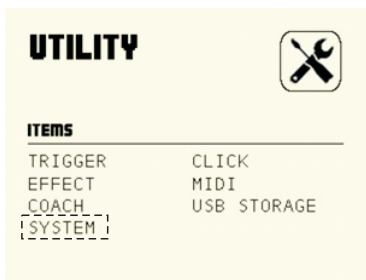 UTILITY
ITEMS
TRIGGER CLICK
EFFECT MIDI
COACH USB STORAGE
SYSTEM